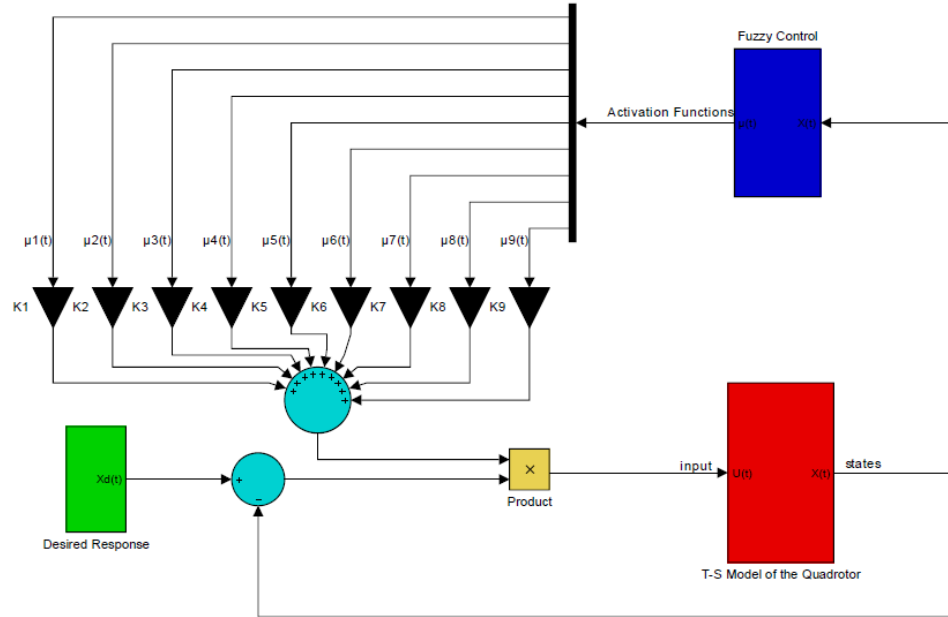 Fuzzy Control
Activation Functions
μ(t)
X(t)
μ1(t)
μ2(t)
μ3(t)
μ4(t)
μ5(t)
μ6(t)
μ7(t)
μ8(t)
μ9(t)
K1
K2
K3
K4
K5
K6
K7
K8
K9
+ + + + + + + + +
Xd(t)
Desired Response
+
−
×
Product
input
U(t)
X(t)
states
T-S Model of the Quadrotor